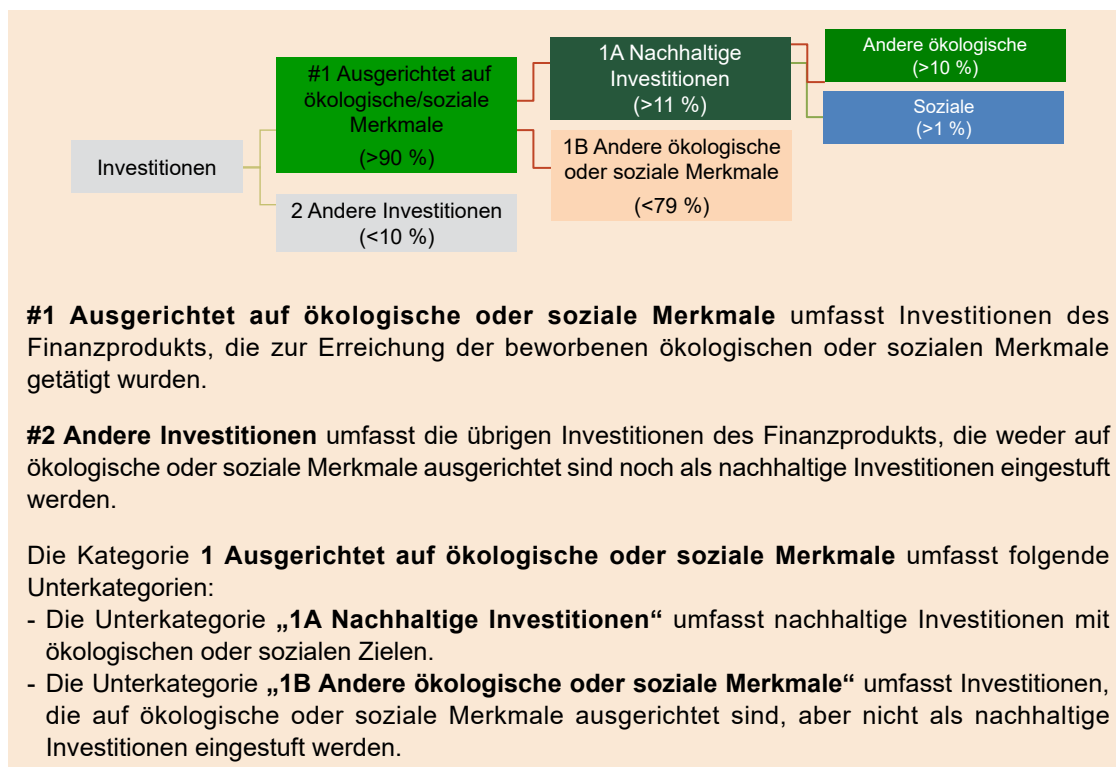 Investitionen
#1 Ausgerichtet auf
ökologische/soziale
Merkmale
(>90 %)
2 Andere Investitionen
(<10 %)
1A Nachhaltige
Investitionen
(>11 %)
1B Andere ökologische
oder soziale Merkmale
(<79 %)
Andere ökologische
(>10 %)
Soziale
(>1 %)
#1 Ausgerichtet auf ökologische oder soziale Merkmale umfasst Investitionen des
Finanzprodukts, die zur Erreichung der beworbenen ökologischen oder sozialen Merkmale
getätigt wurden.
#2 Andere Investitionen umfasst die übrigen Investitionen des Finanzprodukts, die weder auf
ökologische oder soziale Merkmale ausgerichtet sind noch als nachhaltige Investitionen eingestuft
werden.
Die Kategorie 1 Ausgerichtet auf ökologische oder soziale Merkmale umfasst folgende
Unterkategorien:
- Die Unterkategorie „1A Nachhaltige Investitionen“ umfasst nachhaltige Investitionen mit
ökologischen oder sozialen Zielen.
- Die Unterkategorie „1B Andere ökologische oder soziale Merkmale“ umfasst Investitionen,
die auf ökologische oder soziale Merkmale ausgerichtet sind, aber nicht als nachhaltige
Investitionen eingestuft werden.